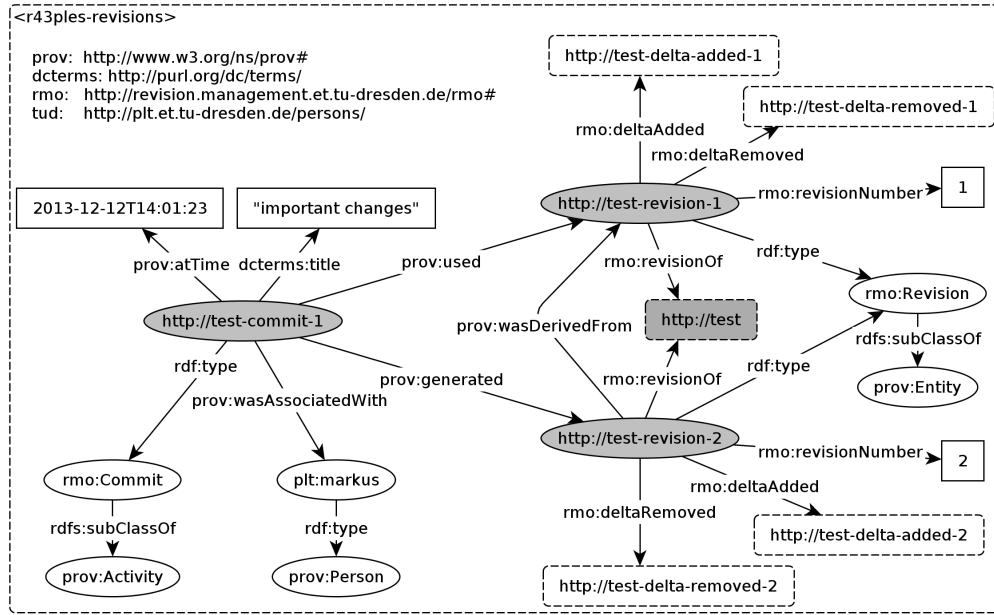 <r43ples-revisions>
prov: http://www.w3.org/ns/prov#
dcterms: http://purl.org/dc/terms/
rmo: http://revision.management.et.tu-dresden.de/rmo#
tud: http://plt.et.tu-dresden.de/persons/
http://test-delta-added-1
http://test-delta-removed-1
rmo:deltaAdded
rmo:deltaRemoved
2013-12-12T14:01:23
"important changes"
http://test-revision-1
rmo:revisionNumber
1
prov:atTime
dcterms:title
prov:used
rmo:revisionOf
rdf:type
http://test-commit-1
prov:wasDerivedFrom
http://test
rmo:Revision
rdf:type
prov:generated
rmo:revisionOf
rdf:type
rdfs:subClassOf
prov:wasAssociatedWith
prov:Entity
http://test-revision-2
rmo:revisionNumber
2
rmo:Commit
plt:markus
rmo:deltaRemoved
rmo:deltaAdded
rdfs:subClassOf
rdf:type
http://test-delta-added-2
prov:Activity
prov:Person
http://test-delta-removed-2